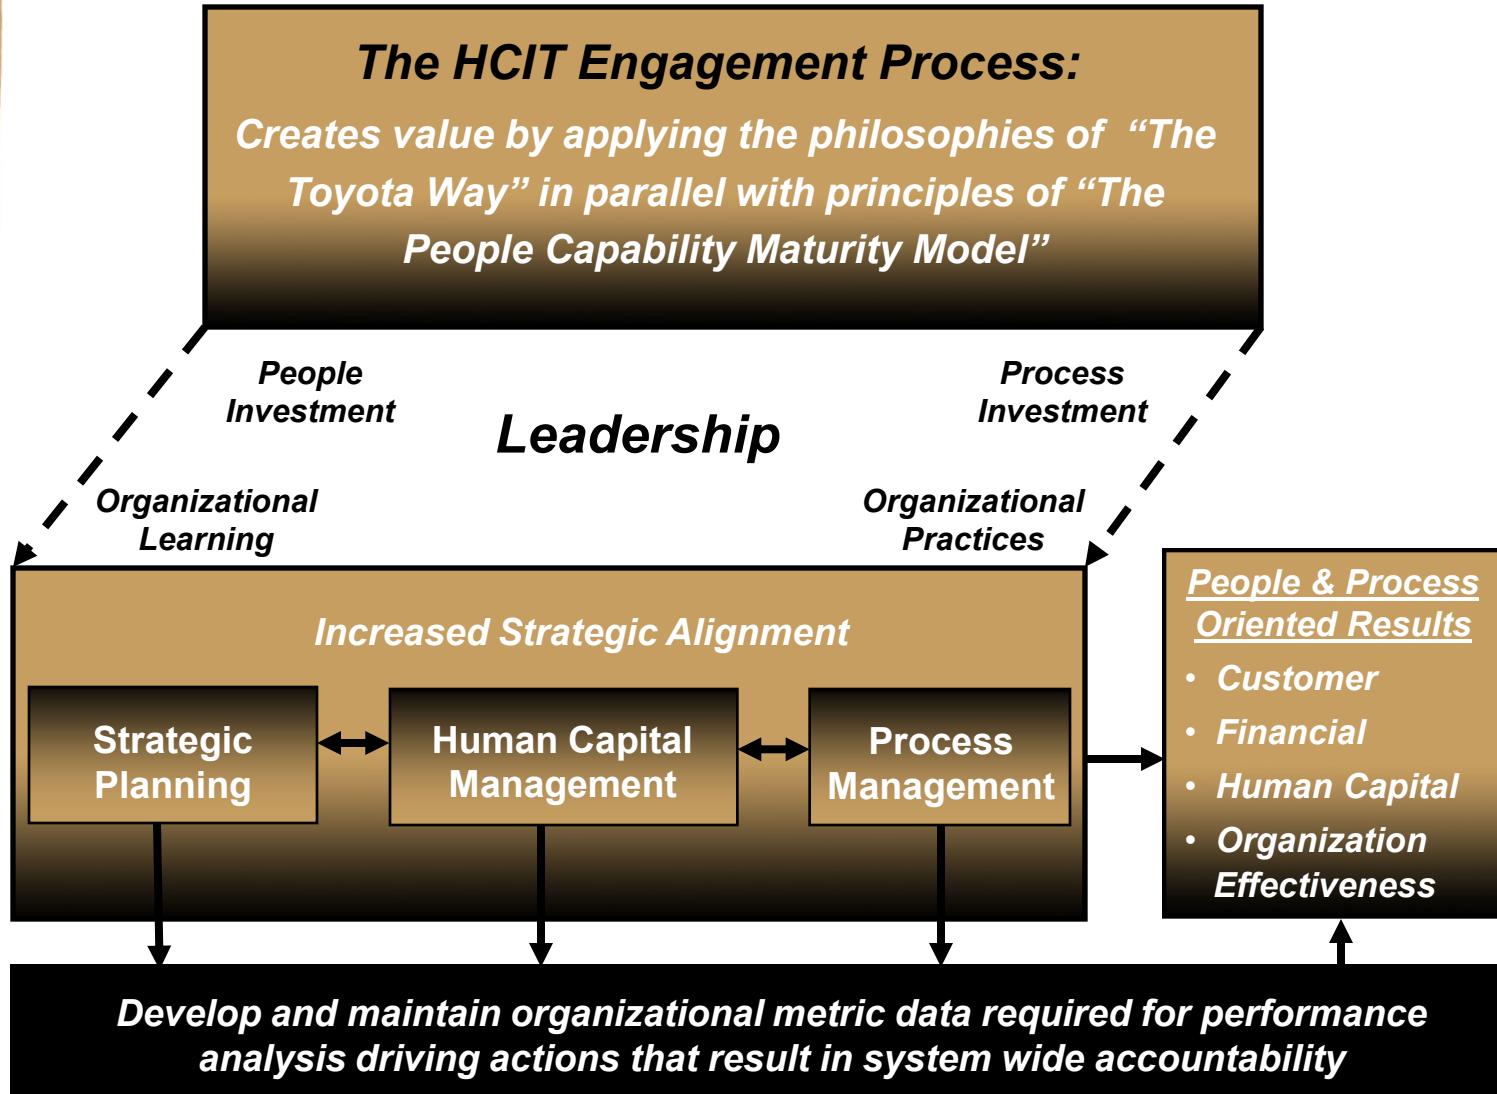 The HCIT Engagement Process:
Creates value by applying the philosophies of “The
Toyota Way” in parallel with principles of “The
People Capability Maturity Model”
People
Investment
Process
Investment
Leadership
Organizational
Learning
Organizational
Practices
Increased Strategic Alignment
Strategic
Planning
Human Capital
Management
Process
Management
People & Process
Oriented Results
• Customer
• Financial
• Human Capital
• Organization
Effectiveness
Develop and maintain organizational metric data required for performance
analysis driving actions that result in system wide accountability